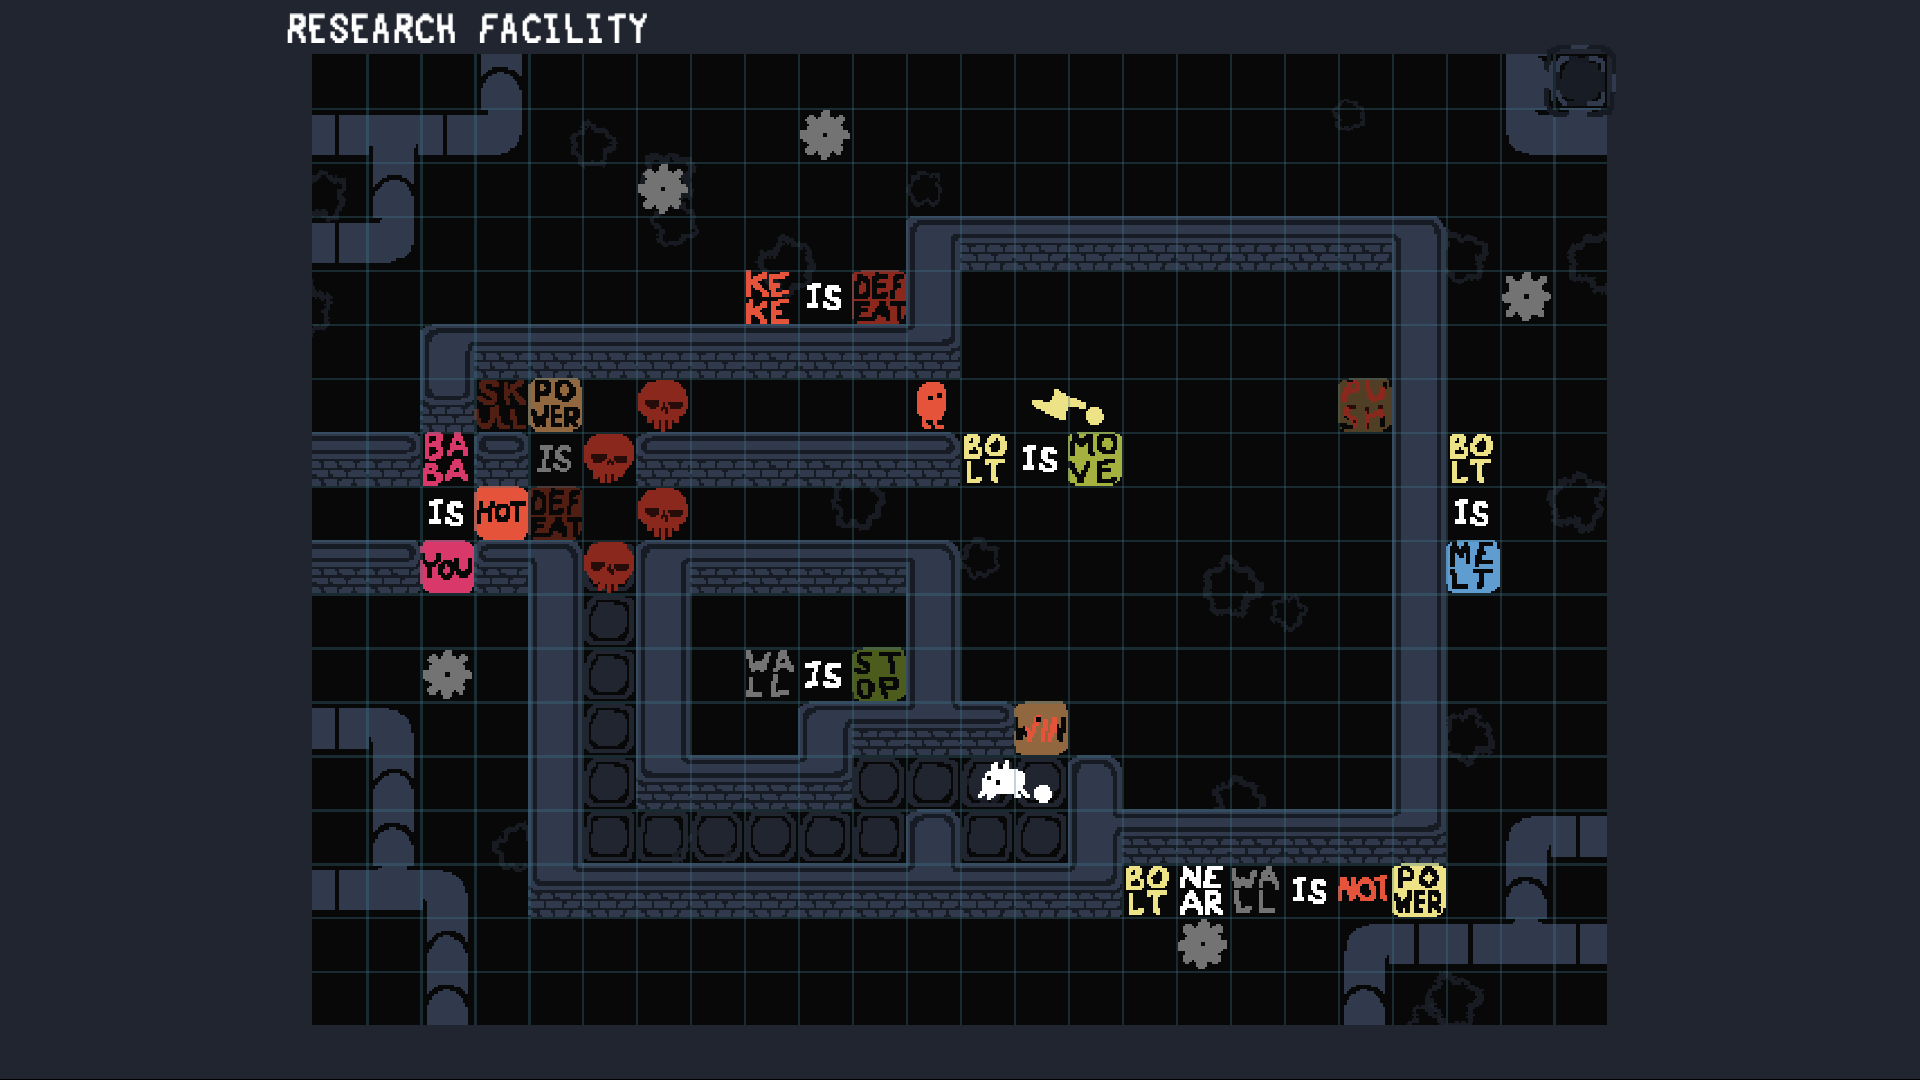 RESEARCH FACILITY
KEKE IS DEFEAT
SKULL POWER
BABA IS
BOLT IS MOVE
BOLT
IS HOT DEFEAT
IS
YOU
MELT
WALL IS STOP
BOLT NEAR WALL IS NOT POWER